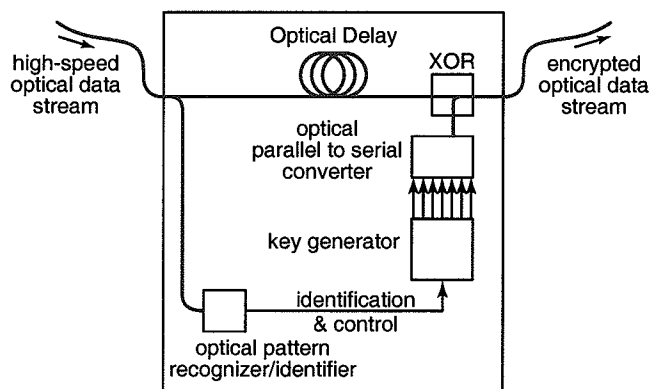 Optical Delay
XOR
high-speed
optical data
stream
encrypted
optical data
stream
optical
parallel to serial
converter
key generator
identification
& control
optical pattern
recognizer/identifier